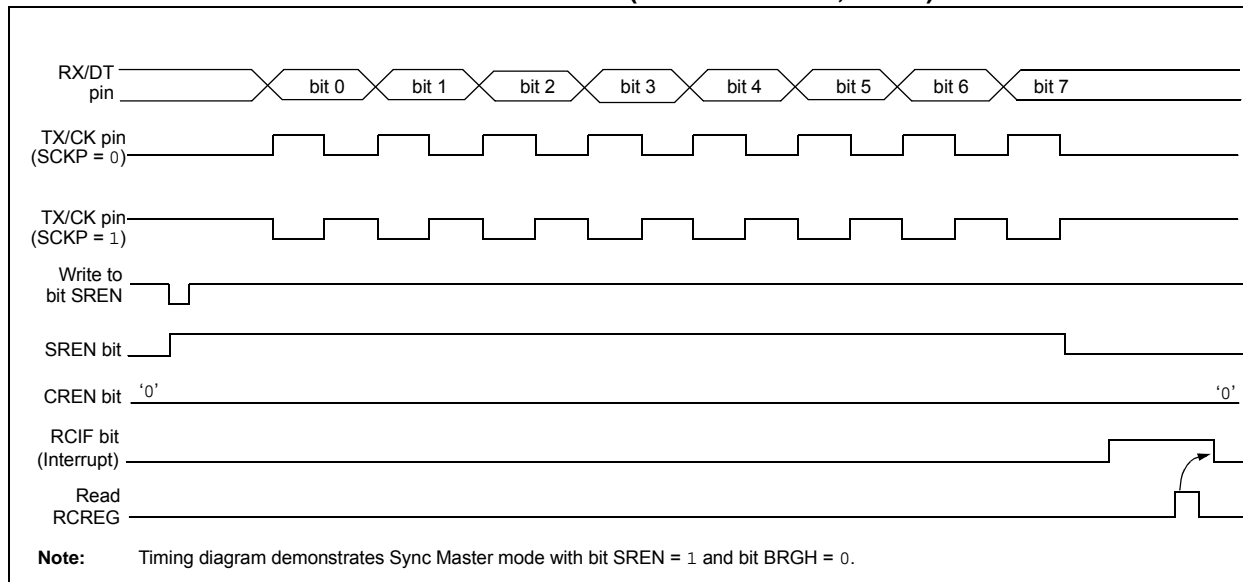 RX/DT
pin
bit 0 bit 1 bit 2 bit 3 bit 4 bit 5 bit 6 bit 7
TX/CK pin
(SCKP = 0)
TX/CK pin
(SCKP = 1)
Write to
bit SREN
SREN bit
CREN bit ‘0’ ‘0’
RCIF bit
(Interrupt)
Read
RCREG
Note: Timing diagram demonstrates Sync Master mode with bit SREN = 1 and bit BRGH = 0.